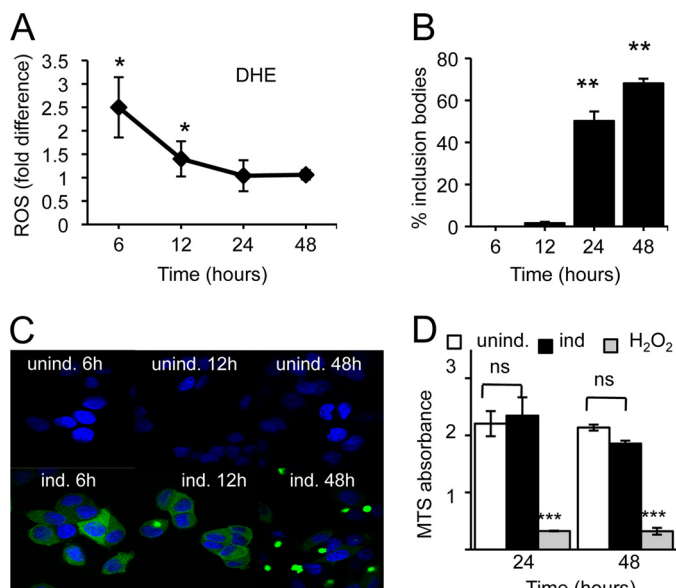 A
3.5
3
2.5
2
1.5
1
0.5
0
ROS (fold difference)
DHE
*
*
6 12 24 48
Time (hours)
B
80
60
40
20
0
% inclusion bodies
**
**
6 12 24 48
Time (hours)
C
unind. 6h unind. 12h unind. 48h
ind. 6h ind. 12h ind. 48h
D
unind. ind H₂O₂
3
2
1
MTS absorbance
ns
ns
***
***
24 48
Time (hours)